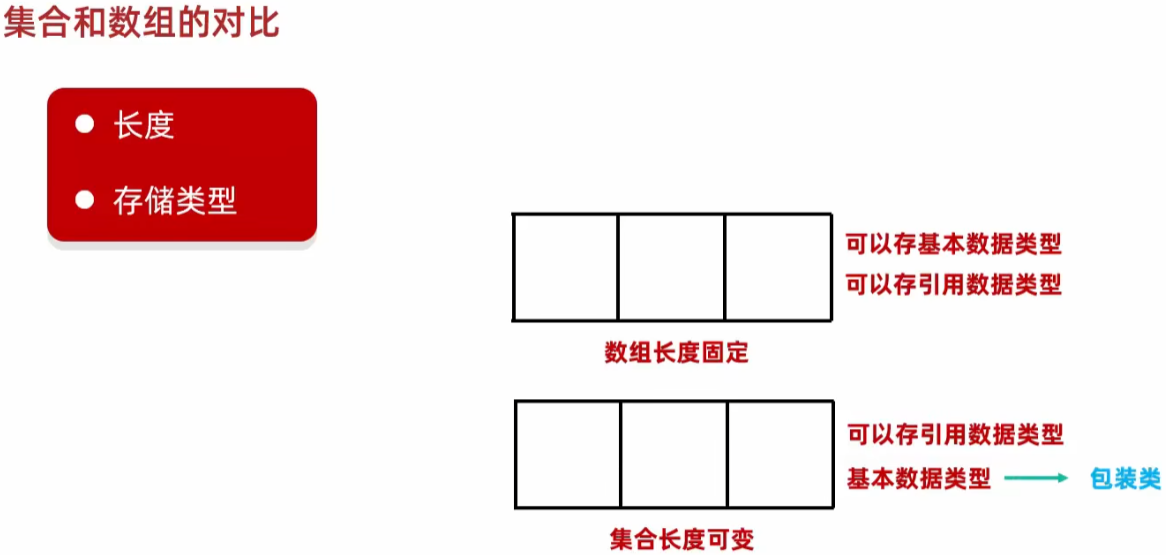 集合和数组的对比
长度
存储类型
可以存基本数据类型
可以存引用数据类型
数组长度固定
可以存引用数据类型
基本数据类型 包装类
集合长度可变